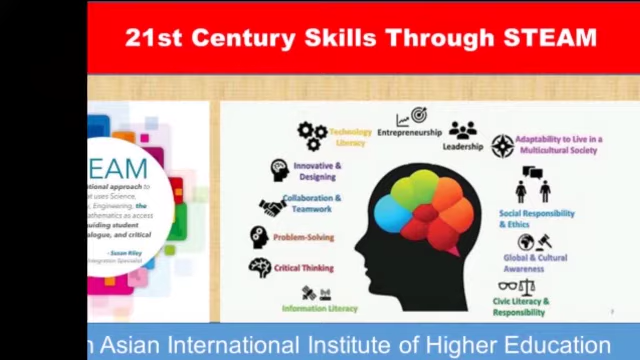 21st Century Skills Through STEAM
EAM
ational approach to
at uses Science,
, Engineering, the
athematics as access
uiding student
alogue, and critical
- Susan Riley
ntegration Specialist
Technology
Literacy
Entrepreneurship
Leadership
Adaptability to Live in a
Multicultural Society
Innovative &
Designing
Collaboration &
Teamwork
Problem-Solving
Critical Thinking
Information Literacy
Social Responsibility
& Ethics
Global & Cultural
Awareness
Civic Literacy &
Responsibility
n Asian International Institute of Higher Education